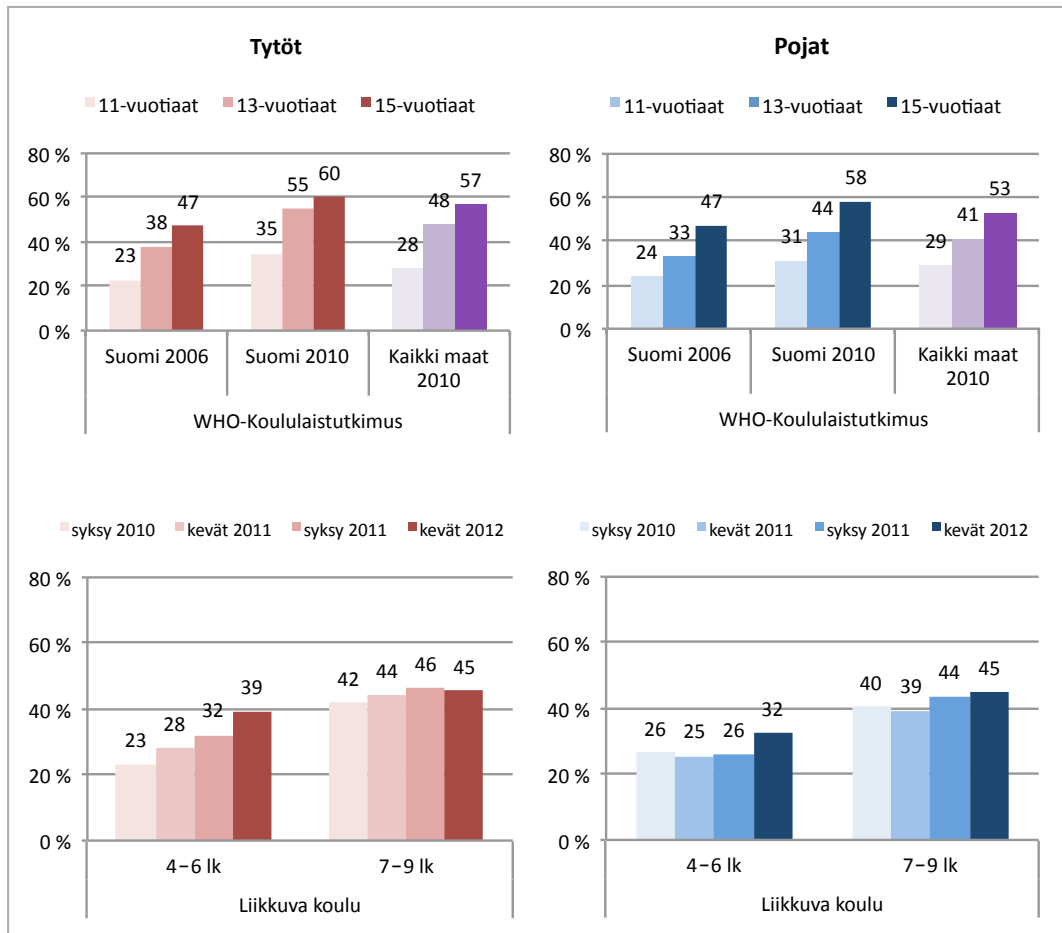 Tytöt
11-vuotiaat 13-vuotiaat 15-vuotiaat
80 %
60 %
40 %
20 %
0 %
23 38 47
35 55 60
28 48 57
Suomi 2006 Suomi 2010 Kaikki maat
2010
WHO-Koululaistutkimus
Pojat
11-vuotiaat 13-vuotiaat 15-vuotiaat
80 %
60 %
40 %
20 %
0 %
24 33 47
31 44 58
29 41 53
Suomi 2006 Suomi 2010 Kaikki maat
2010
WHO-Koululaistutkimus
syksy 2010 kevät 2011 syksy 2011 kevät 2012
80 %
60 %
40 %
20 %
0 %
23 28 32 39
42 44 46 45
4–6 lk 7–9 lk
Liikkuva koulu
syksy 2010 kevät 2011 syksy 2011 kevät 2012
80 %
60 %
40 %
20 %
0 %
26 25 26 32
40 39 44 45
4–6 lk 7–9 lk
Liikkuva koulu